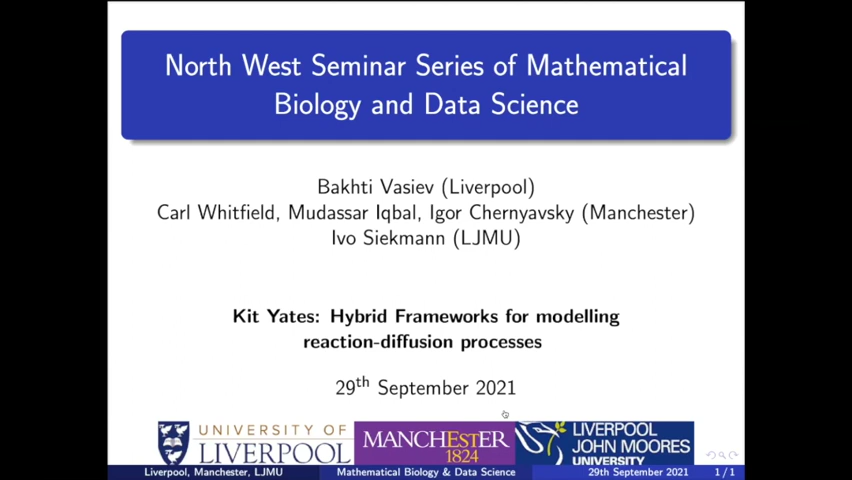 North West Seminar Series of Mathematical
Biology and Data Science
Bakhti Vasiev (Liverpool)
Carl Whitfield, Mudassar Iqbal, Igor Chernyavsky (Manchester)
Ivo Siekmann (LJMU)
Kit Yates: Hybrid Frameworks for modelling
reaction-diffusion processes
29th September 2021
UNIVERSITY OF
LIVERPOOL
MANCHESTER
1824
LIVERPOOL
JOHN MOORES
UNIVERSITY
Liverpool, Manchester, LJMU Mathematical Biology & Data Science 29th September 2021 1/1